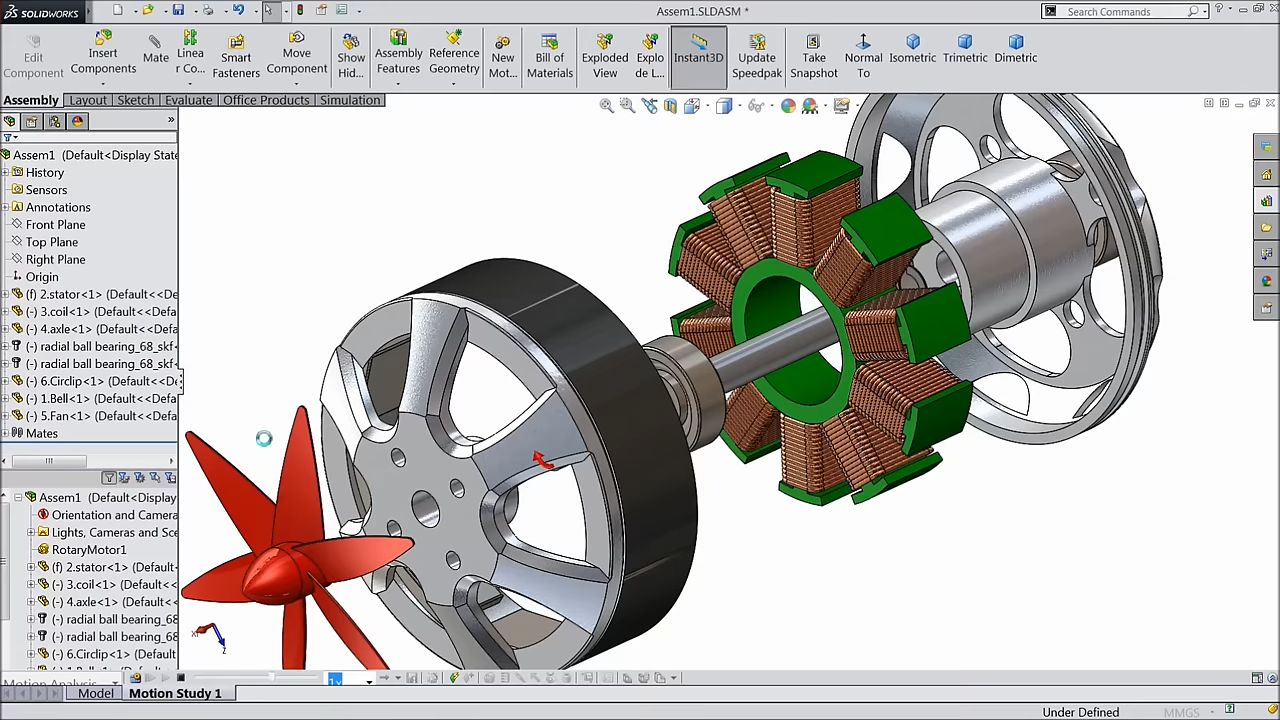 SOLIDWORKS
Assem1.SLDASM *
Search Commands
Edit Component
Insert Components
Mate
Linea r Co...
Smart Fasteners
Move Component
Show Hid...
Assembly Features
Reference Geometry
New Mot...
Bill of Materials
Exploded View
Explo de L...
Instant3D
Update Speedpak
Take Snapshot
Normal To
Isometric
Trimetric
Dimetric
Assembly Layout Sketch Evaluate Office Products Simulation
Assem1 (Default<Display State
History
Sensors
Annotations
Front Plane
Top Plane
Right Plane
Origin
(f) 2.stator<1> (Default<<De
(-) 3.coil<1> (Default<<Def
(-) 4.axle<1> (Default<<De
(-) radial ball bearing_68_skf
(-) radial ball bearing_68_skf
(-) 6.Circlip<1> (Default<<D
(-) 1.Bell<1> (Default<<Def
(-) 5.Fan<1> (Default<<Def
Mates
Assem1 (Default<Display
Orientation and Camera
Lights, Cameras and Sce
RotaryMotor1
(f) 2.stator<1> (Default<
(-) 3.coil<1> (Default<<
(-) 4.axle<1> (Default<<
(-) radial ball bearing_68
(-) radial ball bearing_68
(-) 6.Circlip<1> (Default
Model Motion Study 1
Under Defined
MMGS